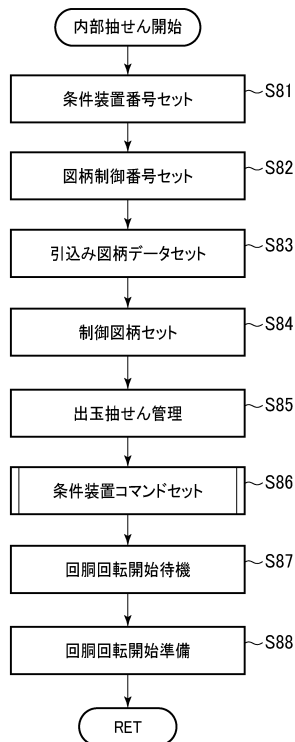 内部抽せん開始
条件装置番号セット
S81
図柄制御番号セット
S82
引込み図柄データセット
S83
制御図柄セット
S84
出玉抽せん管理
S85
条件装置コマンドセット
S86
回胴回転開始待機
S87
回胴回転開始準備
S88
RET